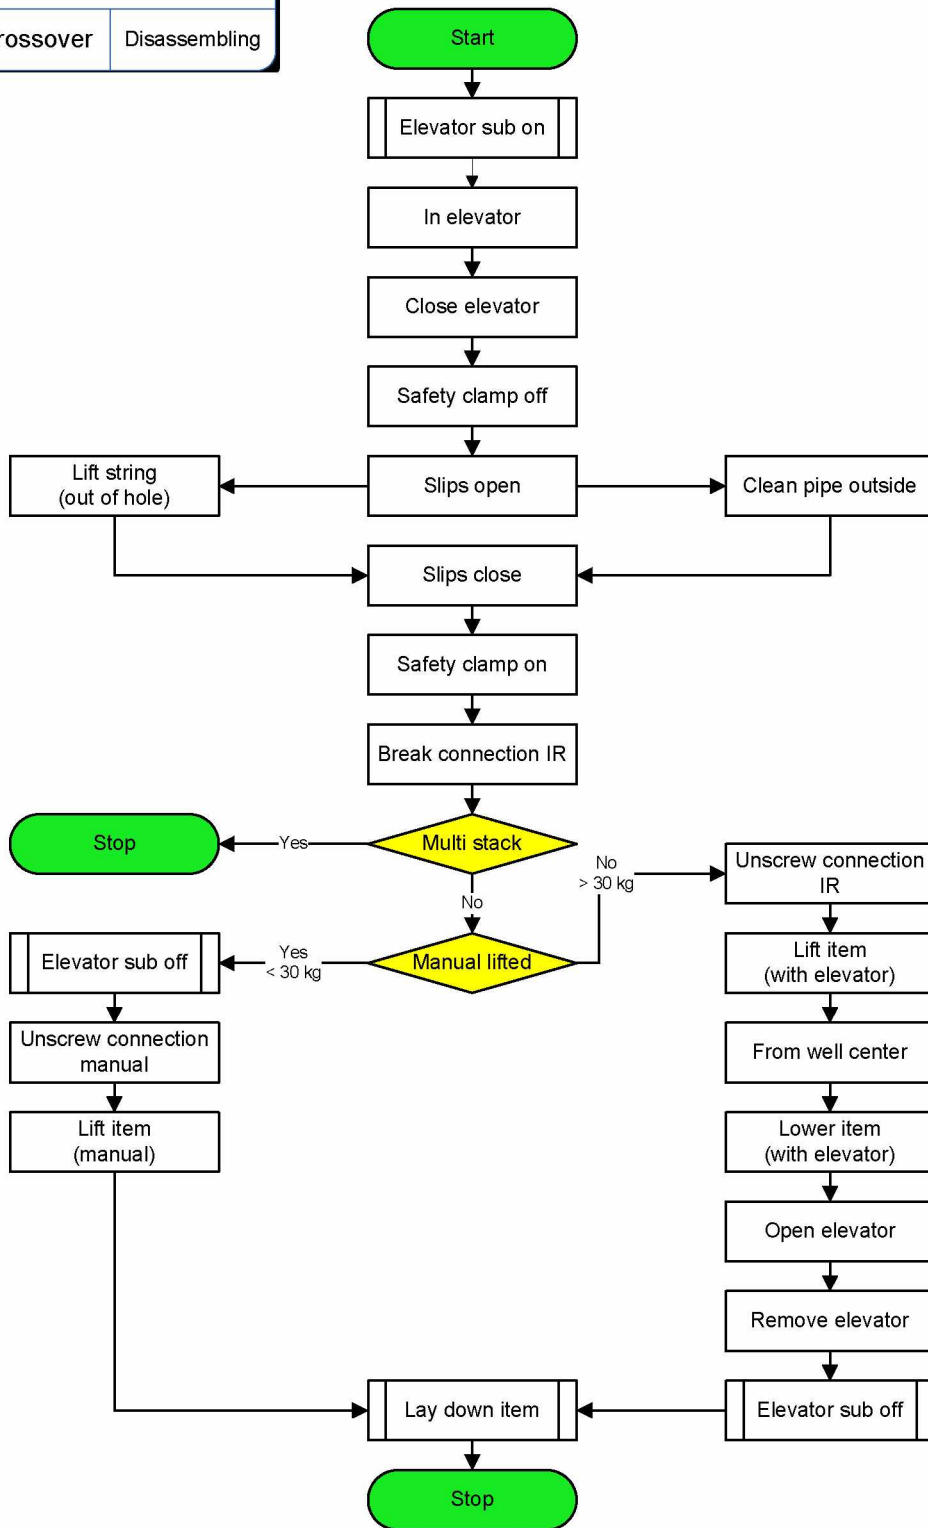 rossover
Disassembling
Start
Elevator sub on
In elevator
Close elevator
Safety clamp off
Lift string
(out of hole)
Slips open
Clean pipe outside
Slips close
Safety clamp on
Break connection IR
Stop
Yes
Multi stack
No
No
> 30 kg
Unscrew connection
IR
Elevator sub off
Yes
< 30 kg
Manual lifted
Lift item
(with elevator)
Unscrew connection
manual
From well center
Lift item
(manual)
Lower item
(with elevator)
Open elevator
Remove elevator
Lay down item
Elevator sub off
Stop